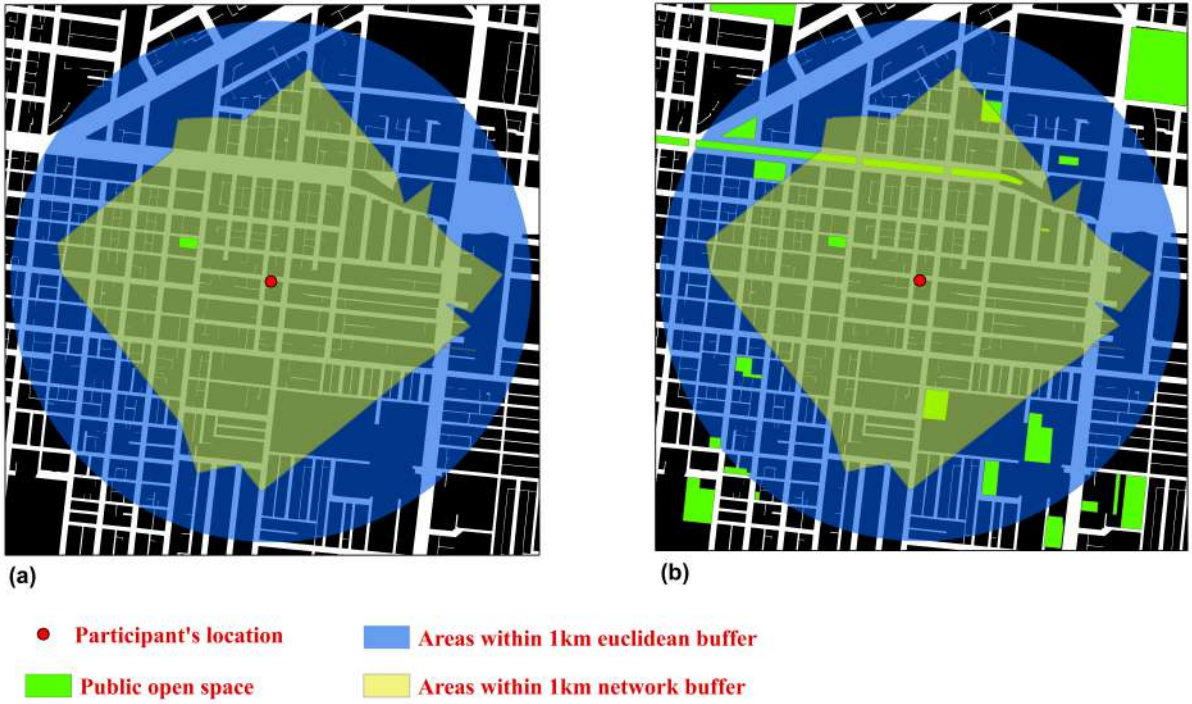 (a)
(b)
Participant's location
Areas within 1km euclidean buffer
Public open space
Areas within 1km network buffer